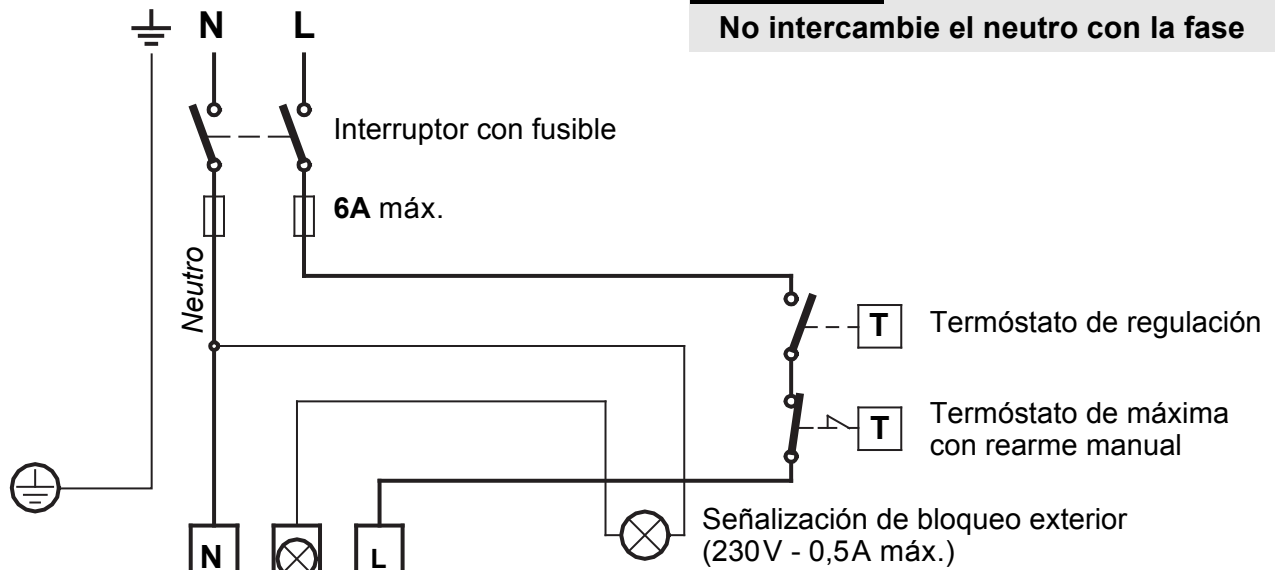 No intercambie el neutro con la fase
N L
Interruptor con fusible
6A máx.
Neutro
T Termóstato de regulación
T Termóstato de máxima
con rearme manual
Señalización de bloqueo exterior
(230V - 0,5A máx.)
N L